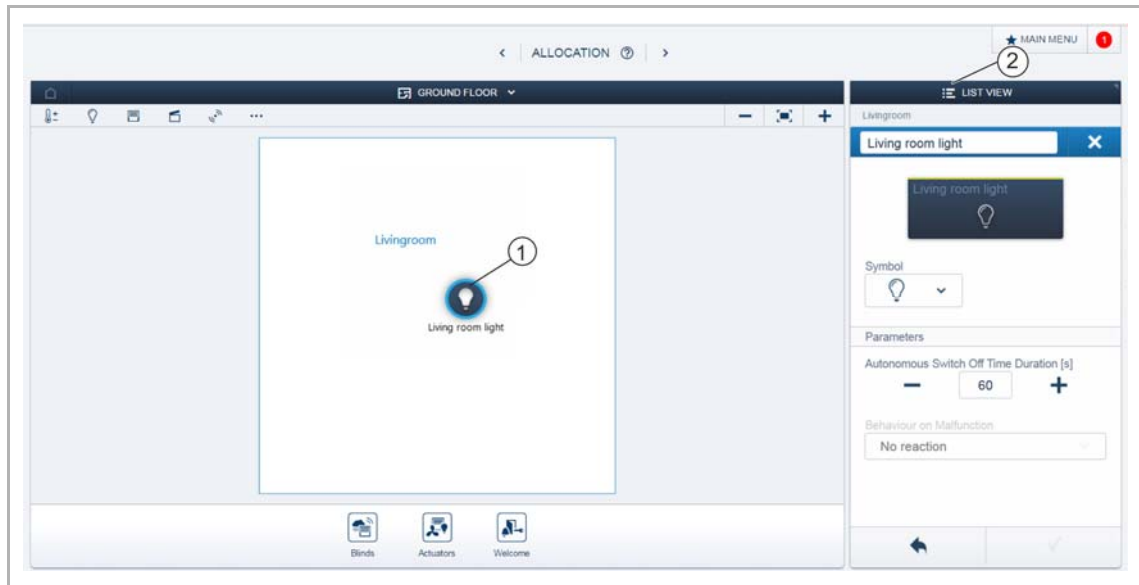 ALLOCATION
MAIN MENU
1
2
GROUND FLOOR
LIST VIEW
Livingroom
Living room light
Living room light
Livingroom
1
Living room light
Symbol
Parameters
Autonomous Switch Off Time Duration [s]
60
Behaviour on Malfunction
No reaction
Blinds
Actuators
Welcome